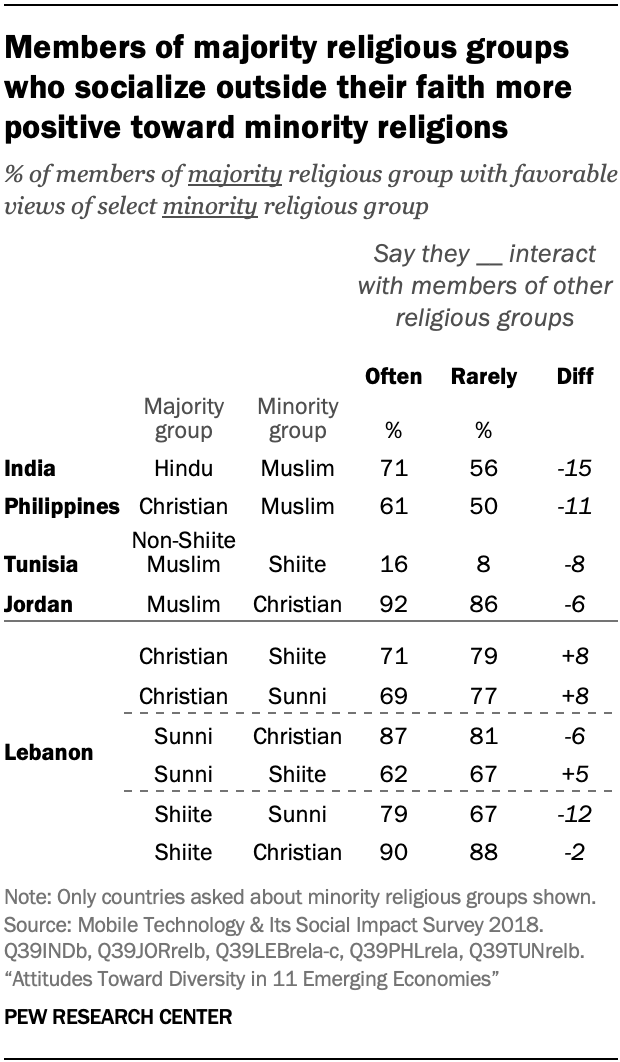 Members of majority religious groups
who socialize outside their faith more
positive toward minority religions
% of members of majority religious group with favorable
views of select minority religious group
Say they __ interact
with members of other
religious groups
Often Rarely Diff
Majority group Minority group % %
India Hindu Muslim 71 56 -15
Philippines Christian Muslim 61 50 -11
Tunisia Non-Shiite Muslim Shiite 16 8 -8
Jordan Muslim Christian 92 86 -6
Lebanon
Christian Shiite 71 79 +8
Christian Sunni 69 77 +8
Sunni Christian 87 81 -6
Sunni Shiite 62 67 +5
Shiite Sunni 79 67 -12
Shiite Christian 90 88 -2
Note: Only countries asked about minority religious groups shown.
Source: Mobile Technology & Its Social Impact Survey 2018.
Q39INDb, Q39JORrelb, Q39LEBrela-c, Q39PHLrela, Q39TUNrelb.
“Attitudes Toward Diversity in 11 Emerging Economies”
PEW RESEARCH CENTER